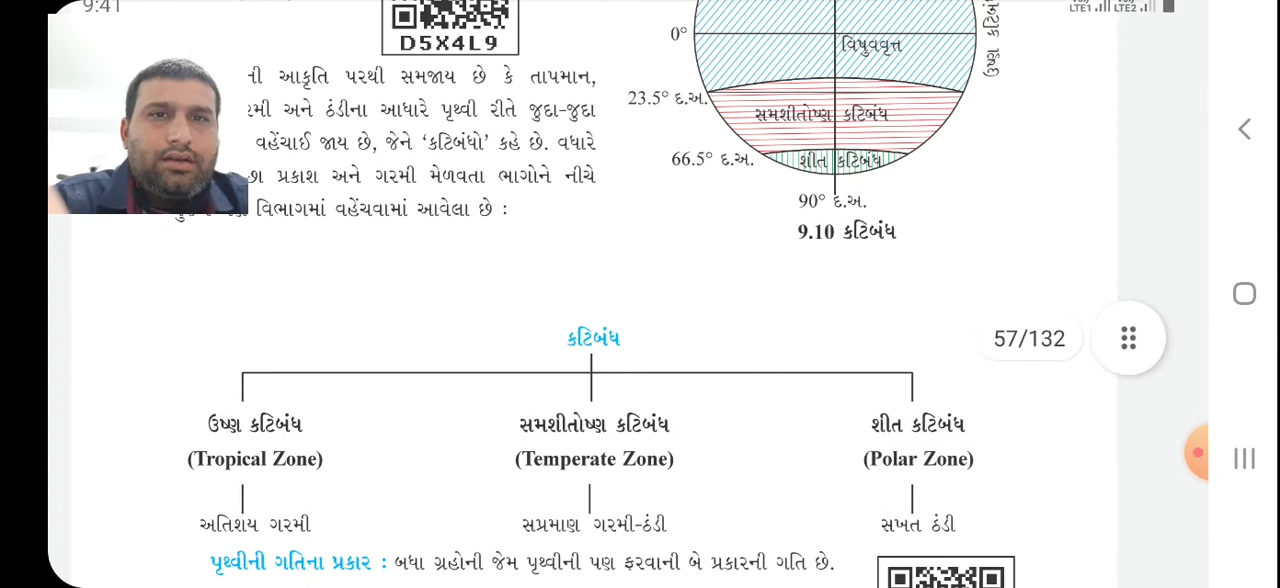 9:41
LTE1 LTE2
D5X4L9
ની આકૃતિ પરથી સમજાય છે કે તાપમાન,
અને ઠંડીના આધારે પૃથ્વી રીતે જુદા-જુદા
વહેંચાઈ જાય છે, જેને ‘કટિબંધો’ કહે છે. વધારે
પ્રકાશ અને ગરમી મેળવતા ભાગોને નીચે
વિભાગમાં વહેંચવામાં આવેલા છે :
0°
વિષુવવૃત્ત
ઉષ્ણ
23.5° દ.અ.
સમશીતોષ્ણ કટિબંધ
66.5° દ.અ.
શીત કટિબંધ
90° દ.અ.
9.10 કટિબંધ
કટિબંધ
57/132
ઉષ્ણ કટિબંધ
(Tropical Zone)
અતિશય ગરમી
સમશીતોષ્ણ કટિબંધ
(Temperate Zone)
સપ્રમાણ ગરમી-ઠંડી
શીત કટિબંધ
(Polar Zone)
સખત ઠંડી
પૃથ્વીની ગતિના પ્રકાર : બધા ગ્રહોની જેમ પૃથ્વીની પણ ફરવાની બે પ્રકારની ગતિ છે.